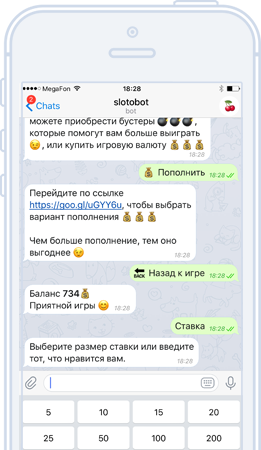 MegaFon 18:28
2 Chats slotobot
bot
можете приобрести бустеры 💣💣💣,
которые помогут вам больше выиграть
😉, или купить игровую валюту 💰💰💰
18:28
💰 Пополнить 18:28
Перейдите по ссылке
https://goo.gl/uGYY6u, чтобы выбрать
вариант пополнения 💰💰💰
Чем больше пополнение, тем оно
выгоднее 😉 18:28
🔙 Назад к игре 18:28
Баланс 734💰
Приятной игры 😊 18:28
Ставка 18:28
Выберите размер ставки или введите
тот, что нравится вам. 18:28
5 10 15 20
25 50 100 200